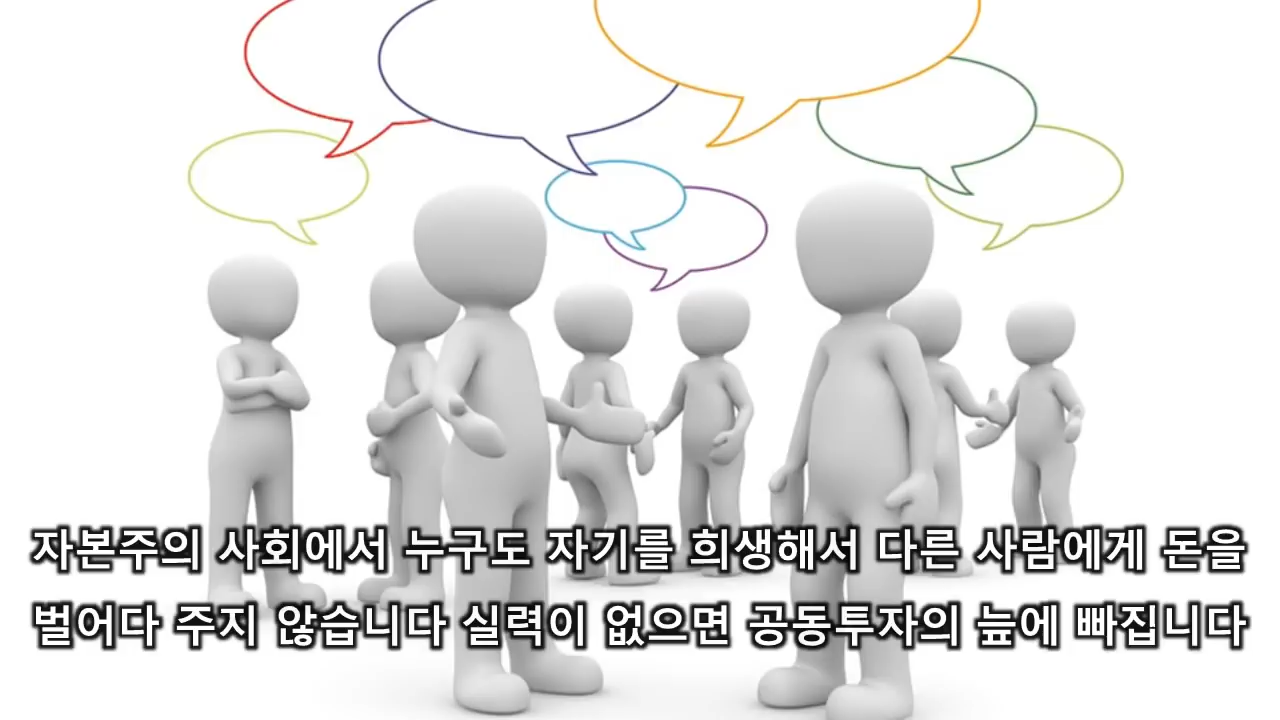 자본주의 사회에서 누구도 자기를 희생해서 다른 사람에게 돈을
벌어다 주지 않습니다 실력이 없으면 공동투자의 늪에 빠집니다